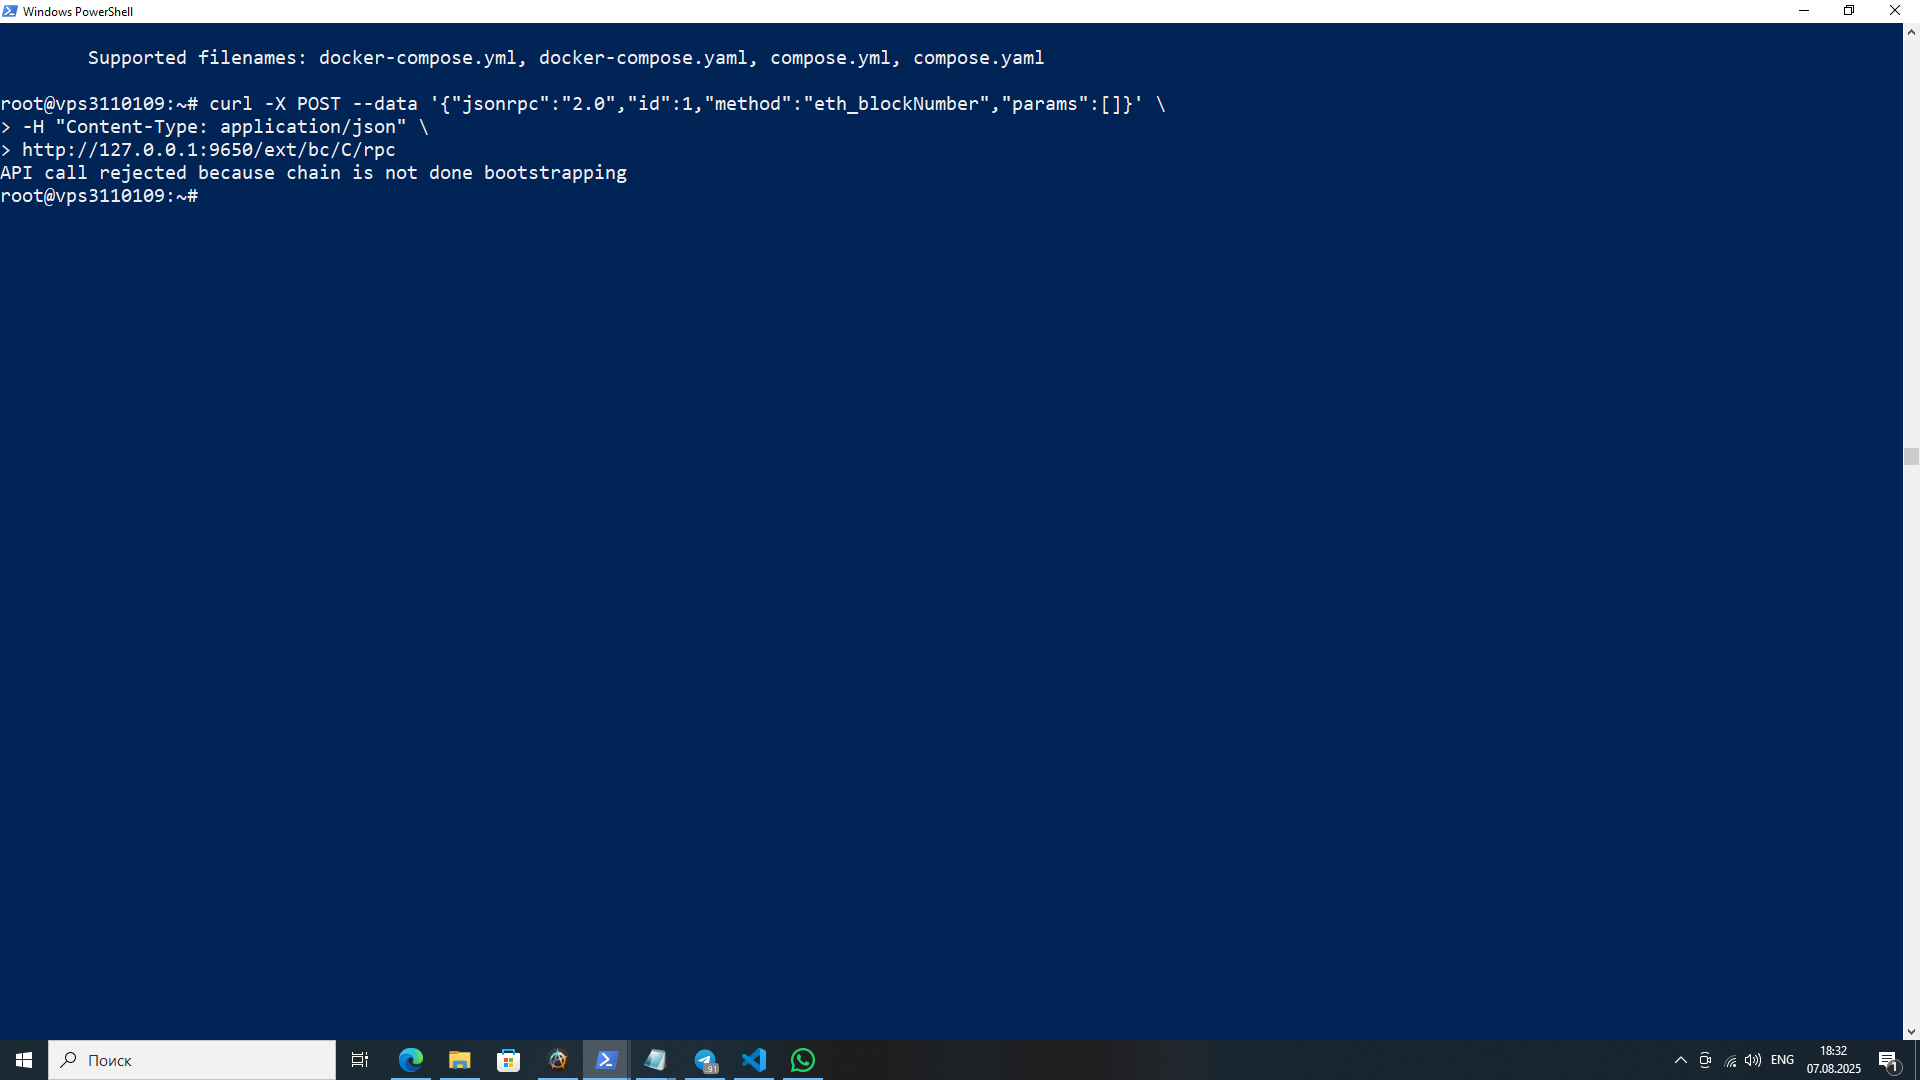 Windows PowerShell
Supported filenames: docker-compose.yml, docker-compose.yaml, compose.yml, compose.yaml
root@vps3110109:~# curl -X POST --data '{"jsonrpc":"2.0","id":1,"method":"eth_blockNumber","params":[]}' \
> -H "Content-Type: application/json" \
> http://127.0.0.1:9650/ext/bc/C/rpc
API call rejected because chain is not done bootstrapping
root@vps3110109:~#
Поиск
.91
ENG
18:32
07.08.2025
1